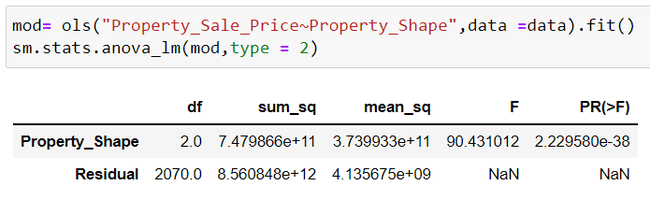 mod= ols("Property_Sale_Price~Property_Shape",data =data).fit()
sm.stats.anova_lm(mod,type = 2)
df sum_sq mean_sq F PR(>F)
Property_Shape 2.0 7.479866e+11 3.739933e+11 90.431012 2.229580e-38
Residual 2070.0 8.560848e+12 4.135675e+09 NaN NaN